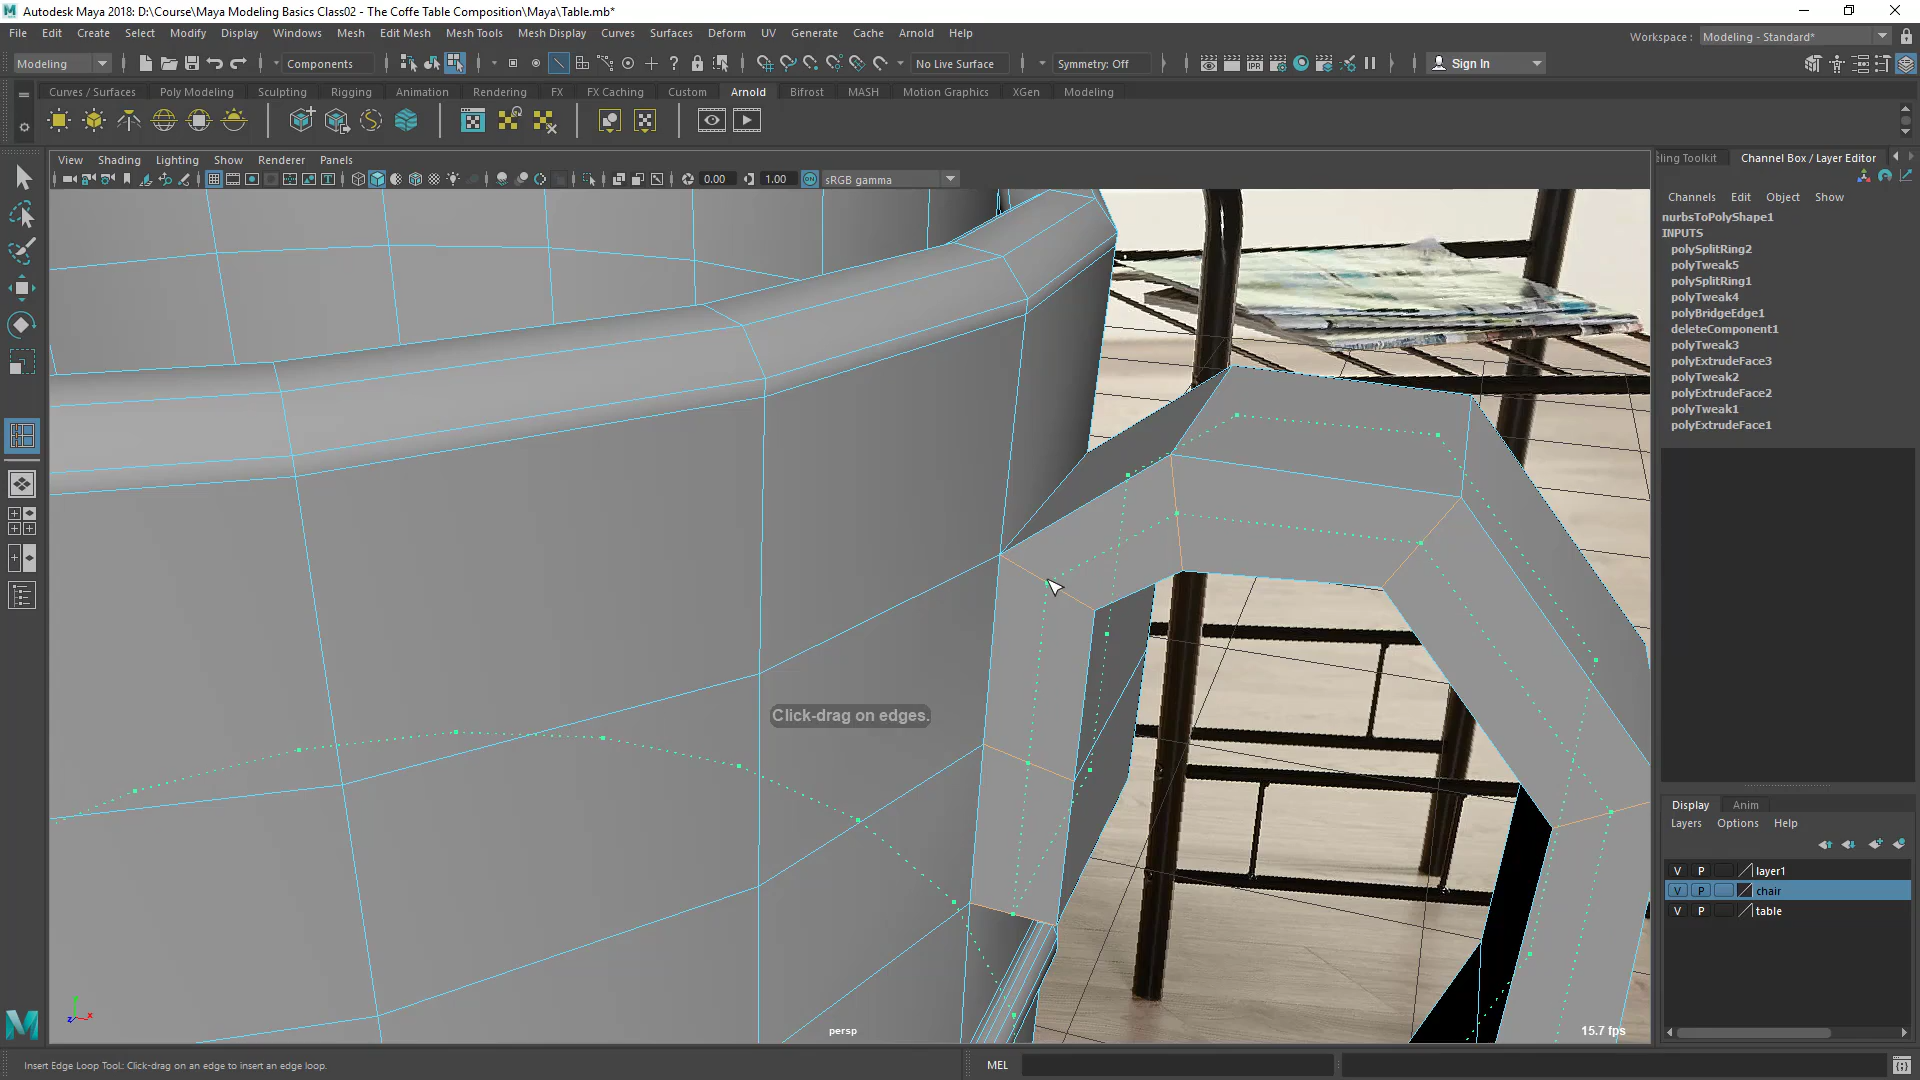 Autodesk Maya 2018: D:\Course\Maya Modeling Basics Class02 - The Coffe Table Composition\Maya\Table.mb*
File Edit Create Select Modify Display Windows Mesh Edit Mesh Mesh Tools Mesh Display Curves Surfaces Deform UV Generate Cache Arnold Help
Workspace : Modeling - Standard*
Modeling Components No Live Surface Symmetry: Off Sign In
Curves / Surfaces Poly Modeling Sculpting Rigging Animation Rendering FX FX Caching Custom Arnold Bifrost MASH Motion Graphics XGen Modeling
View Shading Lighting Show Renderer Panels
0.00 1.00 ON sRGB gamma
eling Toolkit Channel Box / Layer Editor
Channels Edit Object Show
nurbsToPolyShape1
INPUTS
polySplitRing2
polyTweak5
polySplitRing1
polyTweak4
polyBridgeEdge1
deleteComponent1
polyTweak3
polyExtrudeFace3
polyTweak2
polyExtrudeFace2
polyTweak1
polyExtrudeFace1
Click-drag on edges.
Display Anim
Layers Options Help
V P layer1
V P chair
V P table
persp
15.7 fps
Insert Edge Loop Tool: Click-drag on an edge to insert an edge loop.
MEL